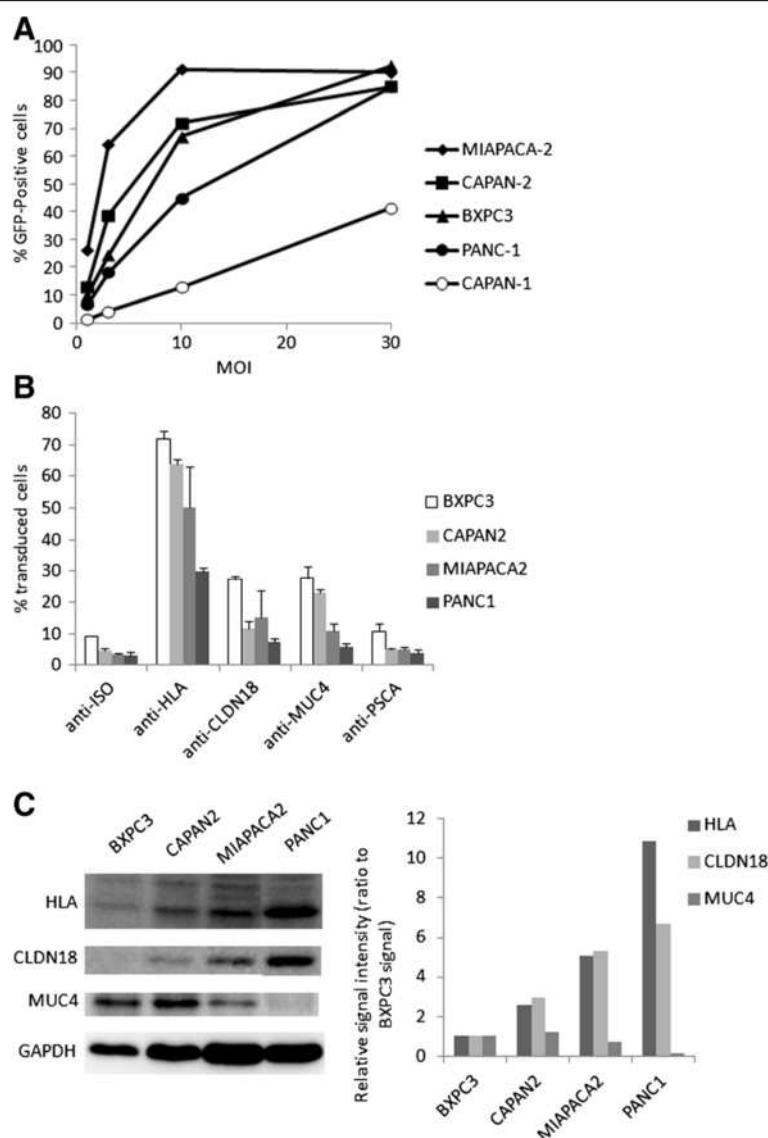 A
% GFP-Positive cells
100
90
80
70
60
50
40
30
20
10
0
0 10 20 30
MOI
MIAPACA-2
CAPAN-2
BXPC3
PANC-1
CAPAN-1
B
% transduced cells
80
70
60
50
40
30
20
10
0
anti-ISO
anti-HLA
anti-CLDN18
anti-MUC4
anti-PSCA
BXPC3
CAPAN2
MIAPACA2
PANC1
C
BXPC3
CAPAN2
MIAPACA2
PANC1
HLA
CLDN18
MUC4
GAPDH
Relative signal intensity (ratio to
BXPC3 signal)
12
10
8
6
4
2
0
BXPC3
CAPAN2
MIAPACA2
PANC1
HLA
CLDN18
MUC4